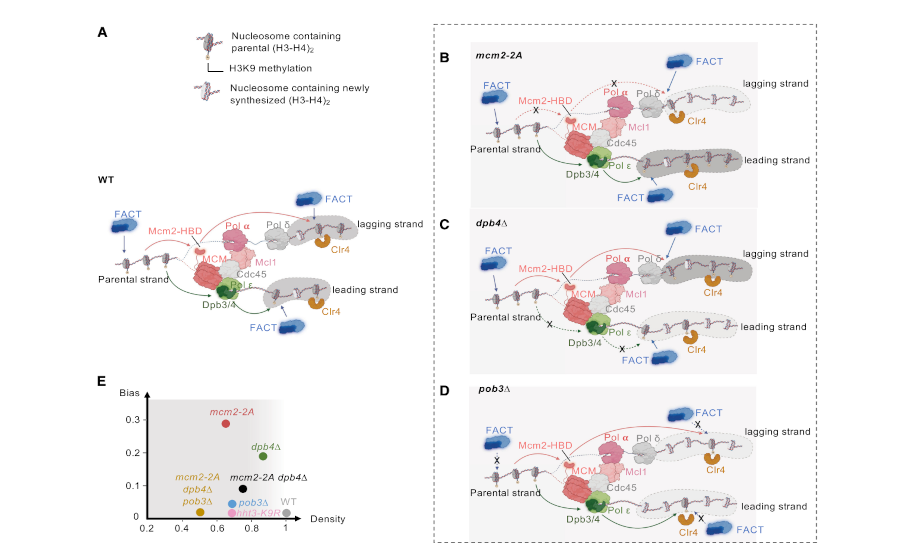 A
Nucleosome containing
parental (H3-H4)2
H3K9 methylation
Nucleosome containing newly
synthesized (H3-H4)2
WT
FACT
FACT
Mcm2-HBD
Pol α
Pol δ
lagging strand
Clr4
MCM
Mcl1
Cdc45
Parental strand
Pol ε
Dpb3/4
leading strand
Clr4
FACT
B
mcm2-2A
FACT
FACT
lagging strand
X
Mcm2-HBD
Pol α
Pol δ
X
Clr4
MCM
Mcl1
Cdc45
Parental strand
leading strand
Pol ε
Dpb3/4
Clr4
FACT
C
dpb4Δ
FACT
FACT
lagging strand
Mcm2-HBD
Pol α
Pol δ
Clr4
MCM
Mcl1
Parental strand
Cdc45
X
Pol ε
leading strand
Dpb3/4
X
Clr4
FACT
D
pob3Δ
FACT
FACT
X
lagging strand
Mcm2-HBD
Pol α
Pol δ
X
Clr4
MCM
Mcl1
Cdc45
Parental strand
Pol ε
leading strand
Dpb3/4
X
Clr4
FACT
E
Bias
0.3
0.2
0.1
0
mcm2-2A
dpb4Δ
mcm2-2A
dpb4Δ
pob3Δ
mcm2-2A dpb4Δ
pob3Δ
WT
hht3-K9R
0.2
0.4
0.6
0.8
1
Density